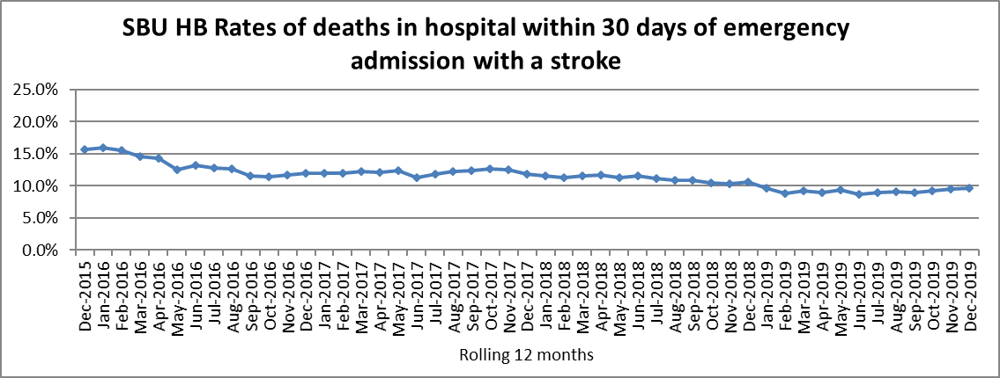 SBU HB Rates of deaths in hospital within 30 days of emergency
admission with a stroke
25.0%
20.0%
15.0%
10.0%
5.0%
0.0%
Dec-2015
Jan-2016
Feb-2016
Mar-2016
Apr-2016
May-2016
Jun-2016
Jul-2016
Aug-2016
Sep-2016
Oct-2016
Nov-2016
Dec-2016
Jan-2017
Feb-2017
Mar-2017
Apr-2017
May-2017
Jun-2017
Jul-2017
Aug-2017
Sep-2017
Oct-2017
Nov-2017
Dec-2017
Jan-2018
Feb-2018
Mar-2018
Apr-2018
May-2018
Jun-2018
Jul-2018
Aug-2018
Sep-2018
Oct-2018
Nov-2018
Dec-2018
Jan-2019
Feb-2019
Mar-2019
Apr-2019
May-2019
Jun-2019
Jul-2019
Aug-2019
Sep-2019
Oct-2019
Nov-2019
Dec-2019
Rolling 12 months